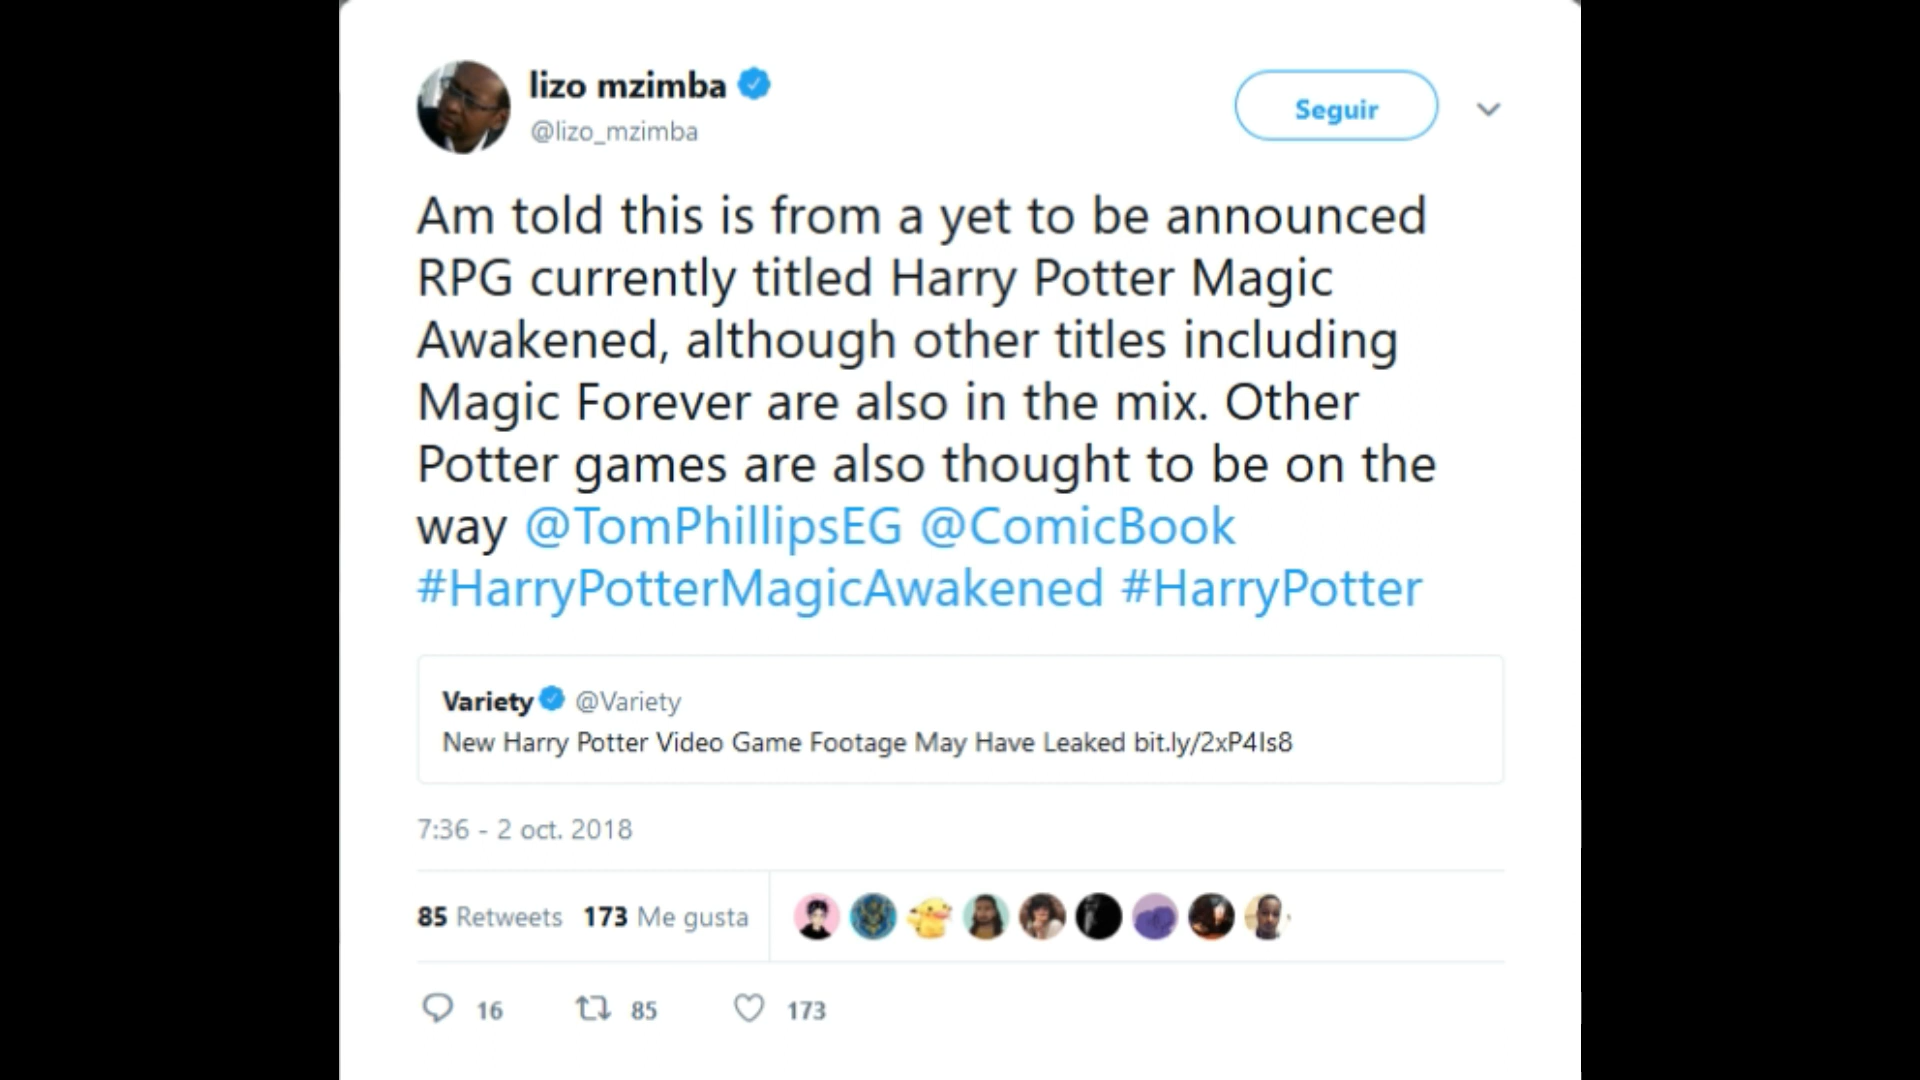 lizo mzimba
@lizo_mzimba
Seguir
Am told this is from a yet to be announced
RPG currently titled Harry Potter Magic
Awakened, although other titles including
Magic Forever are also in the mix. Other
Potter games are also thought to be on the
way @TomPhillipsEG @ComicBook
#HarryPotterMagicAwakened #HarryPotter
Variety @Variety
New Harry Potter Video Game Footage May Have Leaked bit.ly/2xP4Is8
7:36 - 2 oct. 2018
85 Retweets 173 Me gusta
16 85 173